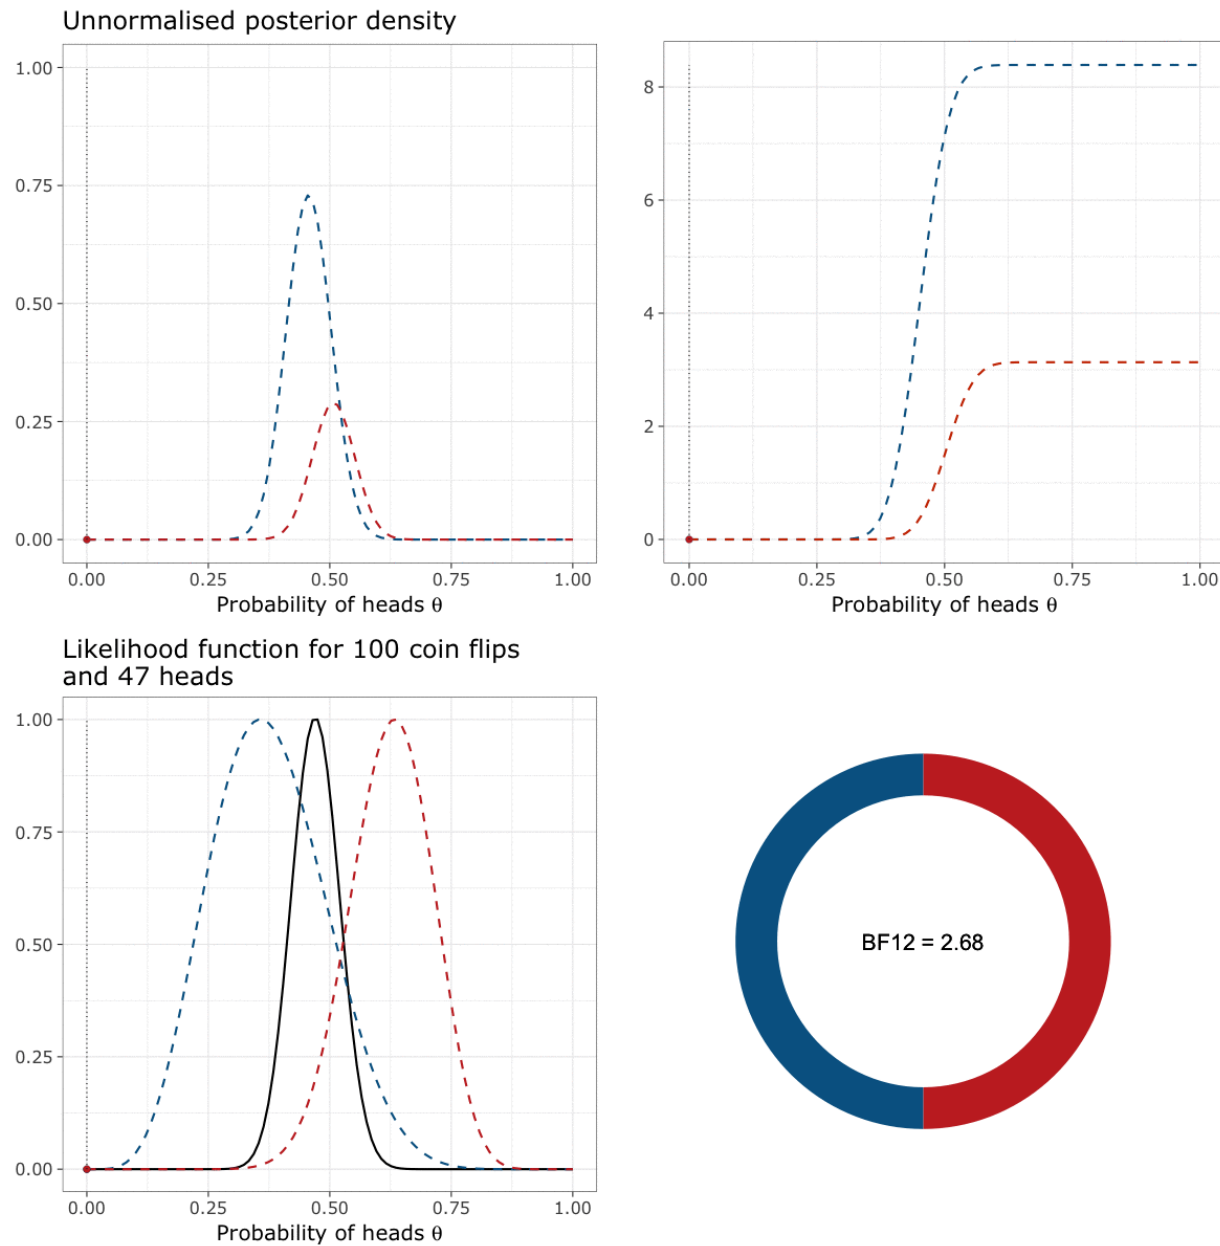 Unnormalised posterior density
1.00
0.75
0.50
0.25
0.00
0.00 0.25 0.50 0.75 1.00
Probability of heads θ
8
6
4
2
0
0.00 0.25 0.50 0.75 1.00
Probability of heads θ
Likelihood function for 100 coin flips
and 47 heads
1.00
0.75
0.50
0.25
0.00
0.00 0.25 0.50 0.75 1.00
Probability of heads θ
BF12 = 2.68